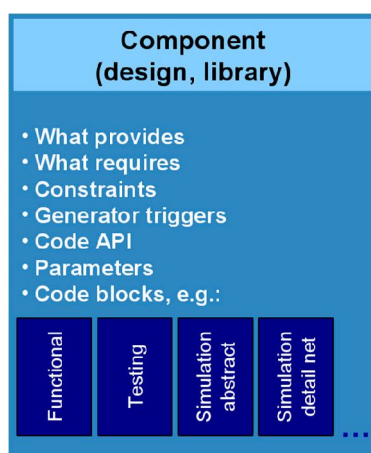 Component
(design, library)
• What provides
• What requires
• Constraints
• Generator triggers
• Code API
• Parameters
• Code blocks, e.g.:
Functional
Testing
Simulation
abstract
Simulation
detail net
...